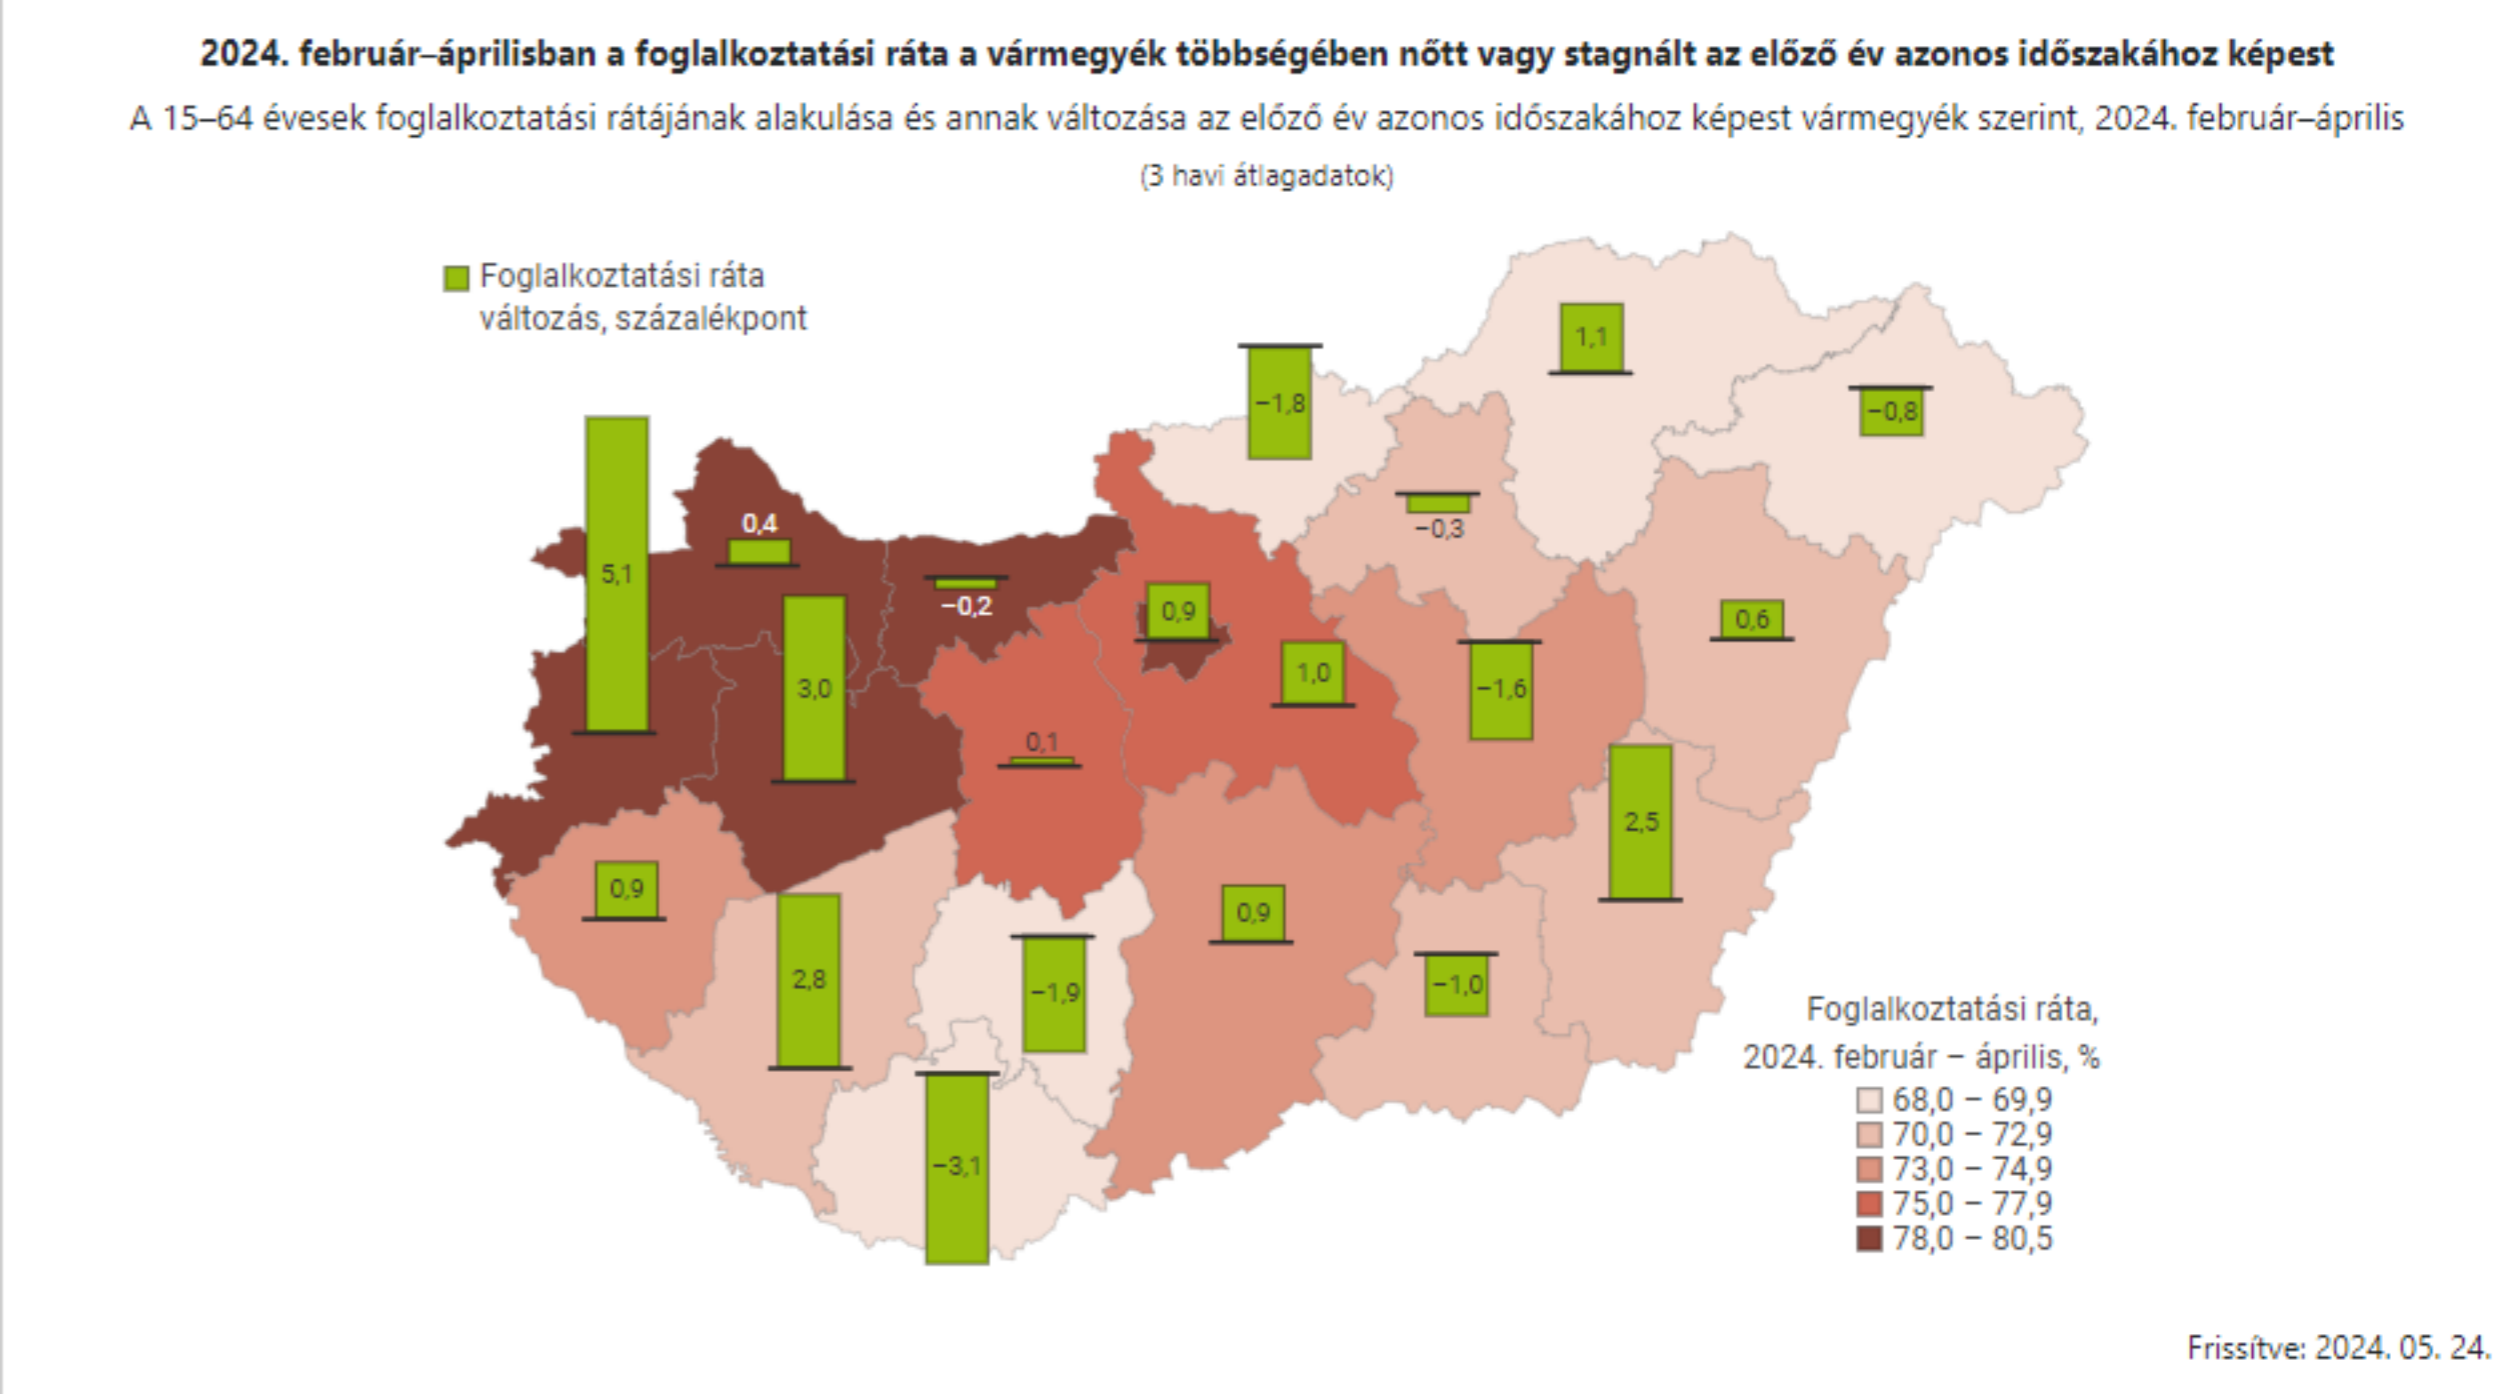 2024. február–áprilisban a foglalkoztatási ráta a vármegyék többségében nőtt vagy stagnált az előző év azonos időszakához képest
A 15–64 évesek foglalkoztatási rátájának alakulása és annak változása az előző év azonos időszakához képest vármegyék szerint, 2024. február–április
(3 havi átlagadatok)
Foglalkoztatási ráta
változás, százalékpont
1,1
−1,8
−0,8
0,4
−0,3
5,1
−0,2
0,9
0,6
3,0
1,0
−1,6
0,1
2,5
0,9
0,9
2,8
−1,9
−1,0
−3,1
Foglalkoztatási ráta,
2024. február − április, %
68,0 − 69,9
70,0 − 72,9
73,0 − 74,9
75,0 − 77,9
78,0 − 80,5
Frissítve: 2024. 05. 24.